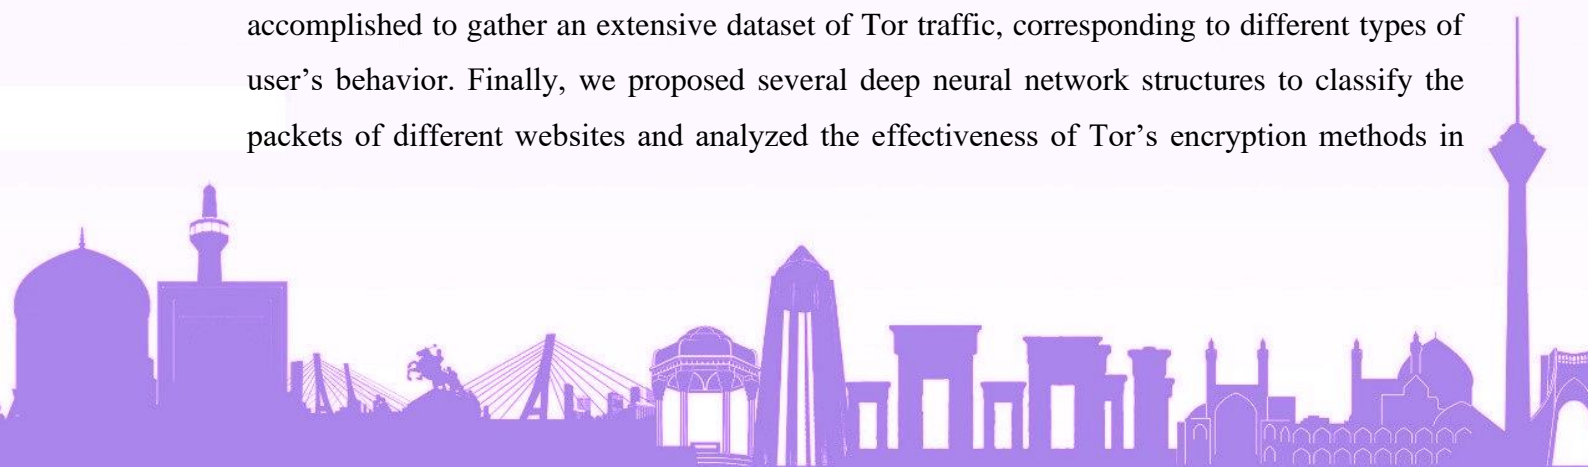 accomplished to gather an extensive dataset of Tor traffic, corresponding to different types of
user's behavior. Finally, we proposed several deep neural network structures to classify the
packets of different websites and analyzed the effectiveness of Tor's encryption methods in